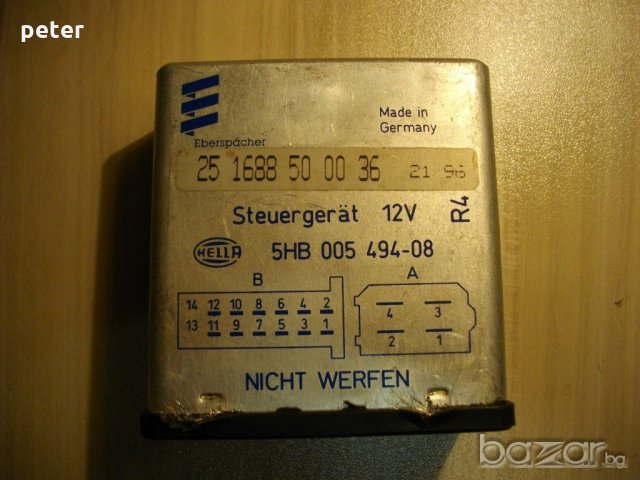 peter
Made in
Germany
Eberspächer
25 1688 50 00 36 21/96
Steuergerät 12V R4
HELLA 5HB 005 494-08
B A
14 12 10 8 6 4 2
13 11 9 7 5 3 1
4 3
2 1
NICHT WERFEN
bazar.bg